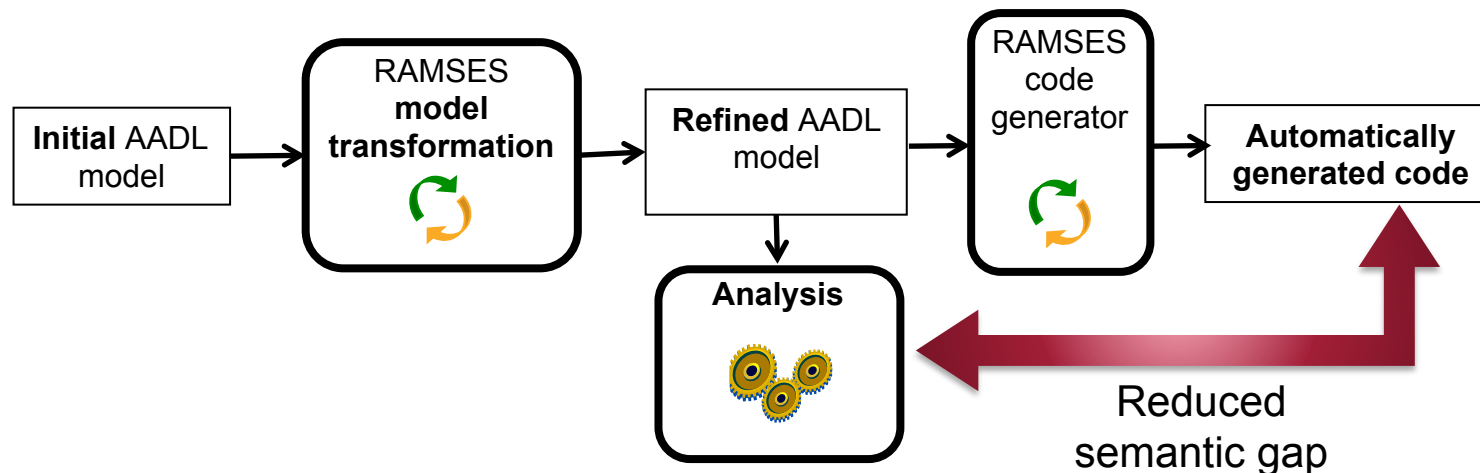 Initial AADL
model
RAMSES
model
transformation
Refined AADL
model
RAMSES
code
generator
Automatically
generated code
Analysis
Reduced
semantic gap